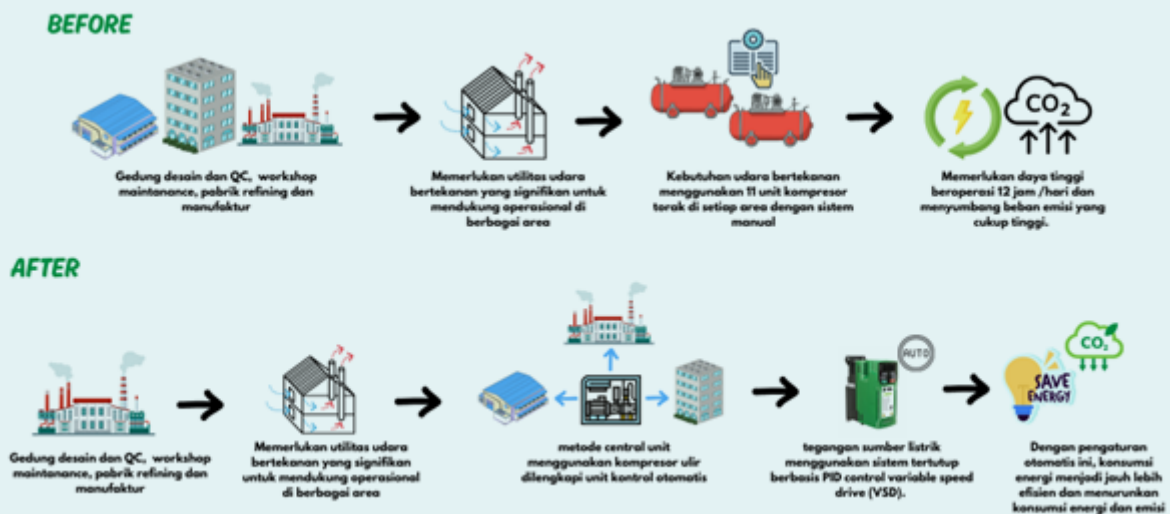 BEFORE
CO2
Gedung desain dan QC, workshop
maintanance, pabrik refining dan
manufaktur
Memerlukan utilitas udara
bertekanan yang signifikan untuk
mendukung operasional di
berbagai area
Kebutuhan udara bertekanan
menggunakan 11 unit kompresor
torak di setiap area dengan sistem
manual
Memerlukan daya tinggi
beroperasi 12 jam /hari dan
menyumbang beban emisi yang
cukup tinggi.
AFTER
AUTO
CO2
SAVE
ENERGY
Gedung desain dan QC, workshop
maintanance, pabrik refining dan
manufaktur
Memerlukan utilitas udara
bertekanan yang signifikan
untuk mendukung operasional
di berbagai area
metode central unit
menggunakan kompresor ulir
dilengkapi unit kontrol otomatis
tegangan sumber listrik
menggunakan sistem tertutup
berbasis PID control variable speed
drive (VSD).
Dengan pengaturan
otomatis ini, konsumsi
energi menjadi jauh lebih
efisien dan menurunkan
konsumsi energi dan emisi